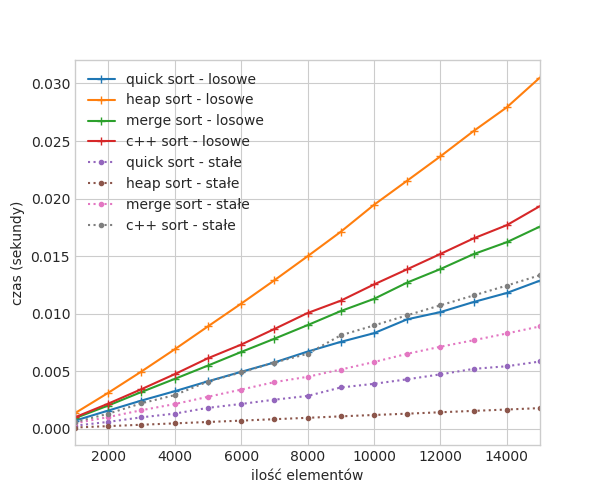 0.030
0.025
0.020
0.015
0.010
0.005
0.000
czas (sekundy)
quick sort - losowe
heap sort - losowe
merge sort - losowe
c++ sort - losowe
quick sort - stałe
heap sort - stałe
merge sort - stałe
c++ sort - stałe
2000 4000 6000 8000 10000 12000 14000
ilość elementów